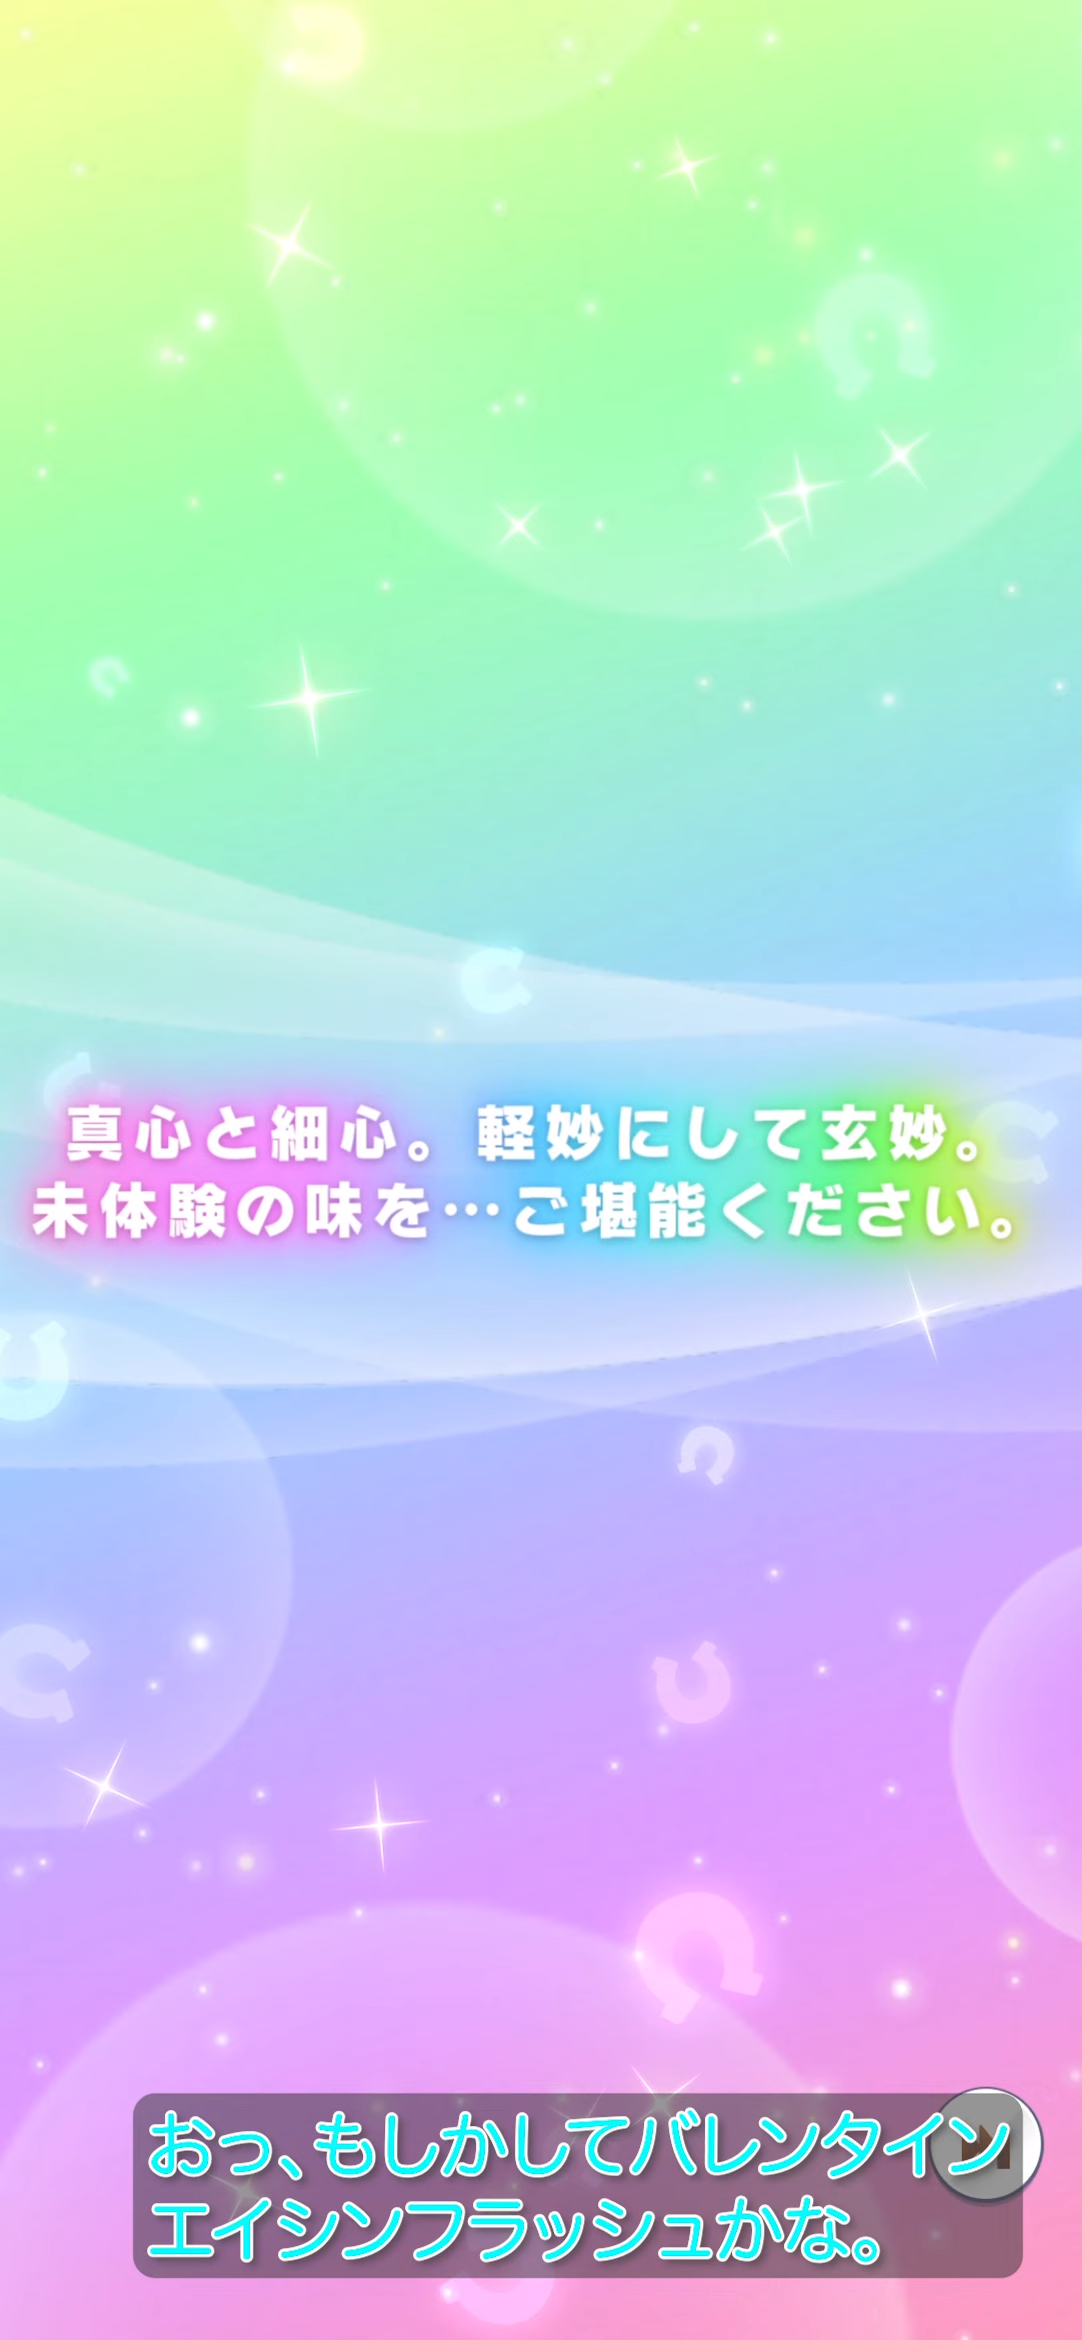 真心と細心。軽妙にして玄妙。
未体験の味を…ご堪能ください。
おっ、もしかしてバレンタイン
エイシンフラッシュかな。